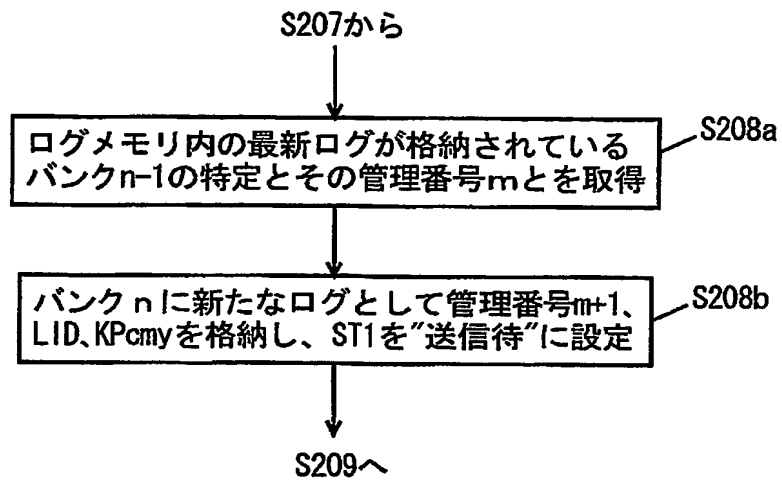 S207から
ログメモリ内の最新ログが格納されている
バンクn-1の特定とその管理番号mとを取得
S208a
バンクnに新たなログとして管理番号m+1、
LID、KPcmyを格納し、ST1を"送信待"に設定
S208b
S209へ